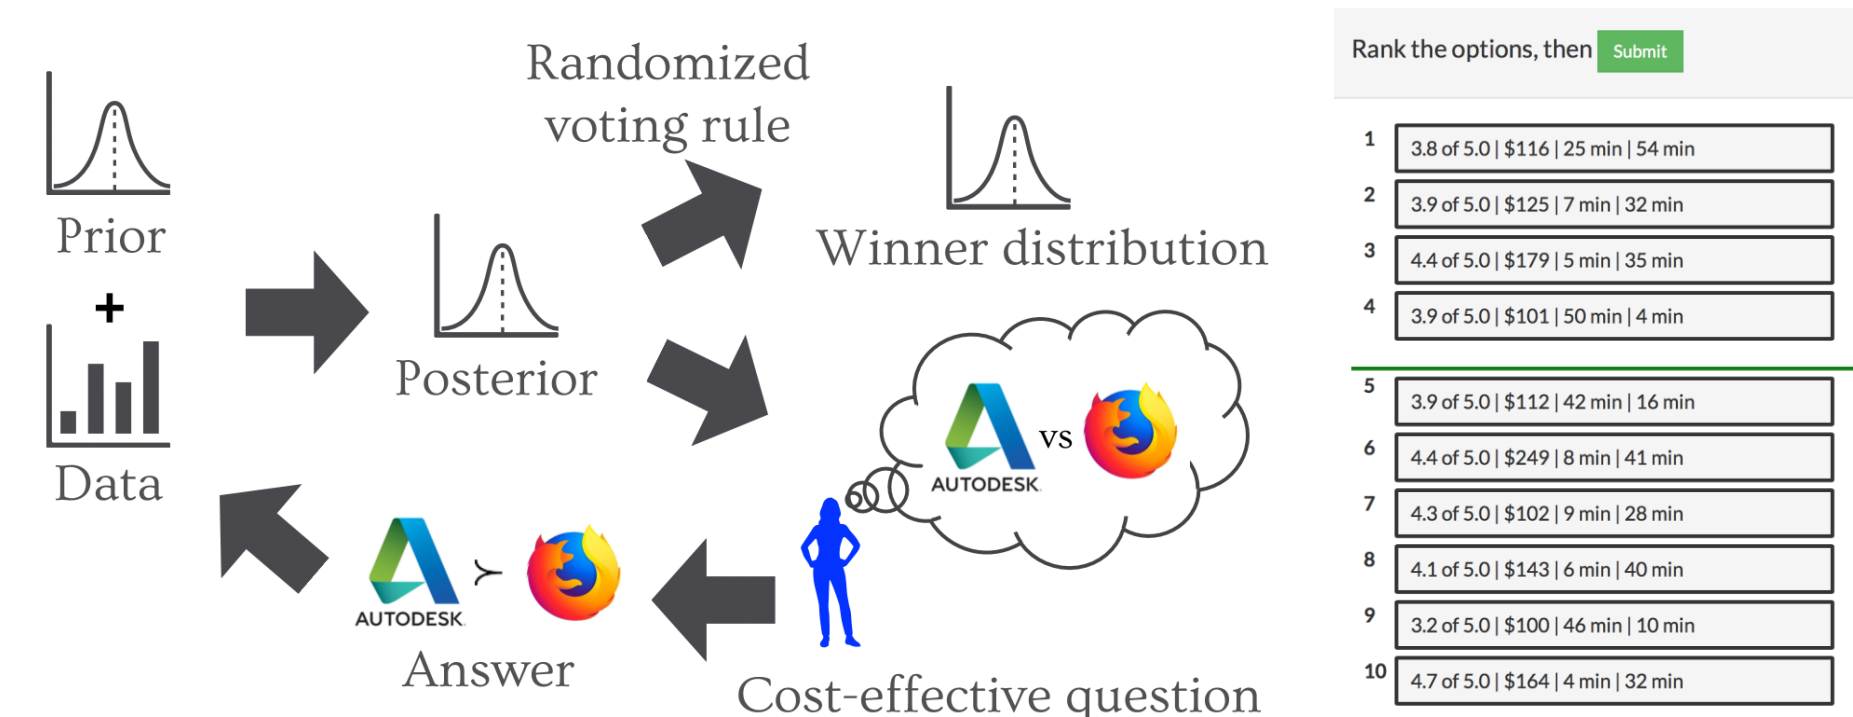 Randomized
voting rule
Prior
+
Data
Posterior
Winner distribution
AUTODESK.
vs
AUTODESK.
≻
Answer
Cost-effective question
Rank the options, then Submit
1 3.8 of 5.0 | $116 | 25 min | 54 min
2 3.9 of 5.0 | $125 | 7 min | 32 min
3 4.4 of 5.0 | $179 | 5 min | 35 min
4 3.9 of 5.0 | $101 | 50 min | 4 min
5 3.9 of 5.0 | $112 | 42 min | 16 min
6 4.4 of 5.0 | $249 | 8 min | 41 min
7 4.3 of 5.0 | $102 | 9 min | 28 min
8 4.1 of 5.0 | $143 | 6 min | 40 min
9 3.2 of 5.0 | $100 | 46 min | 10 min
10 4.7 of 5.0 | $164 | 4 min | 32 min